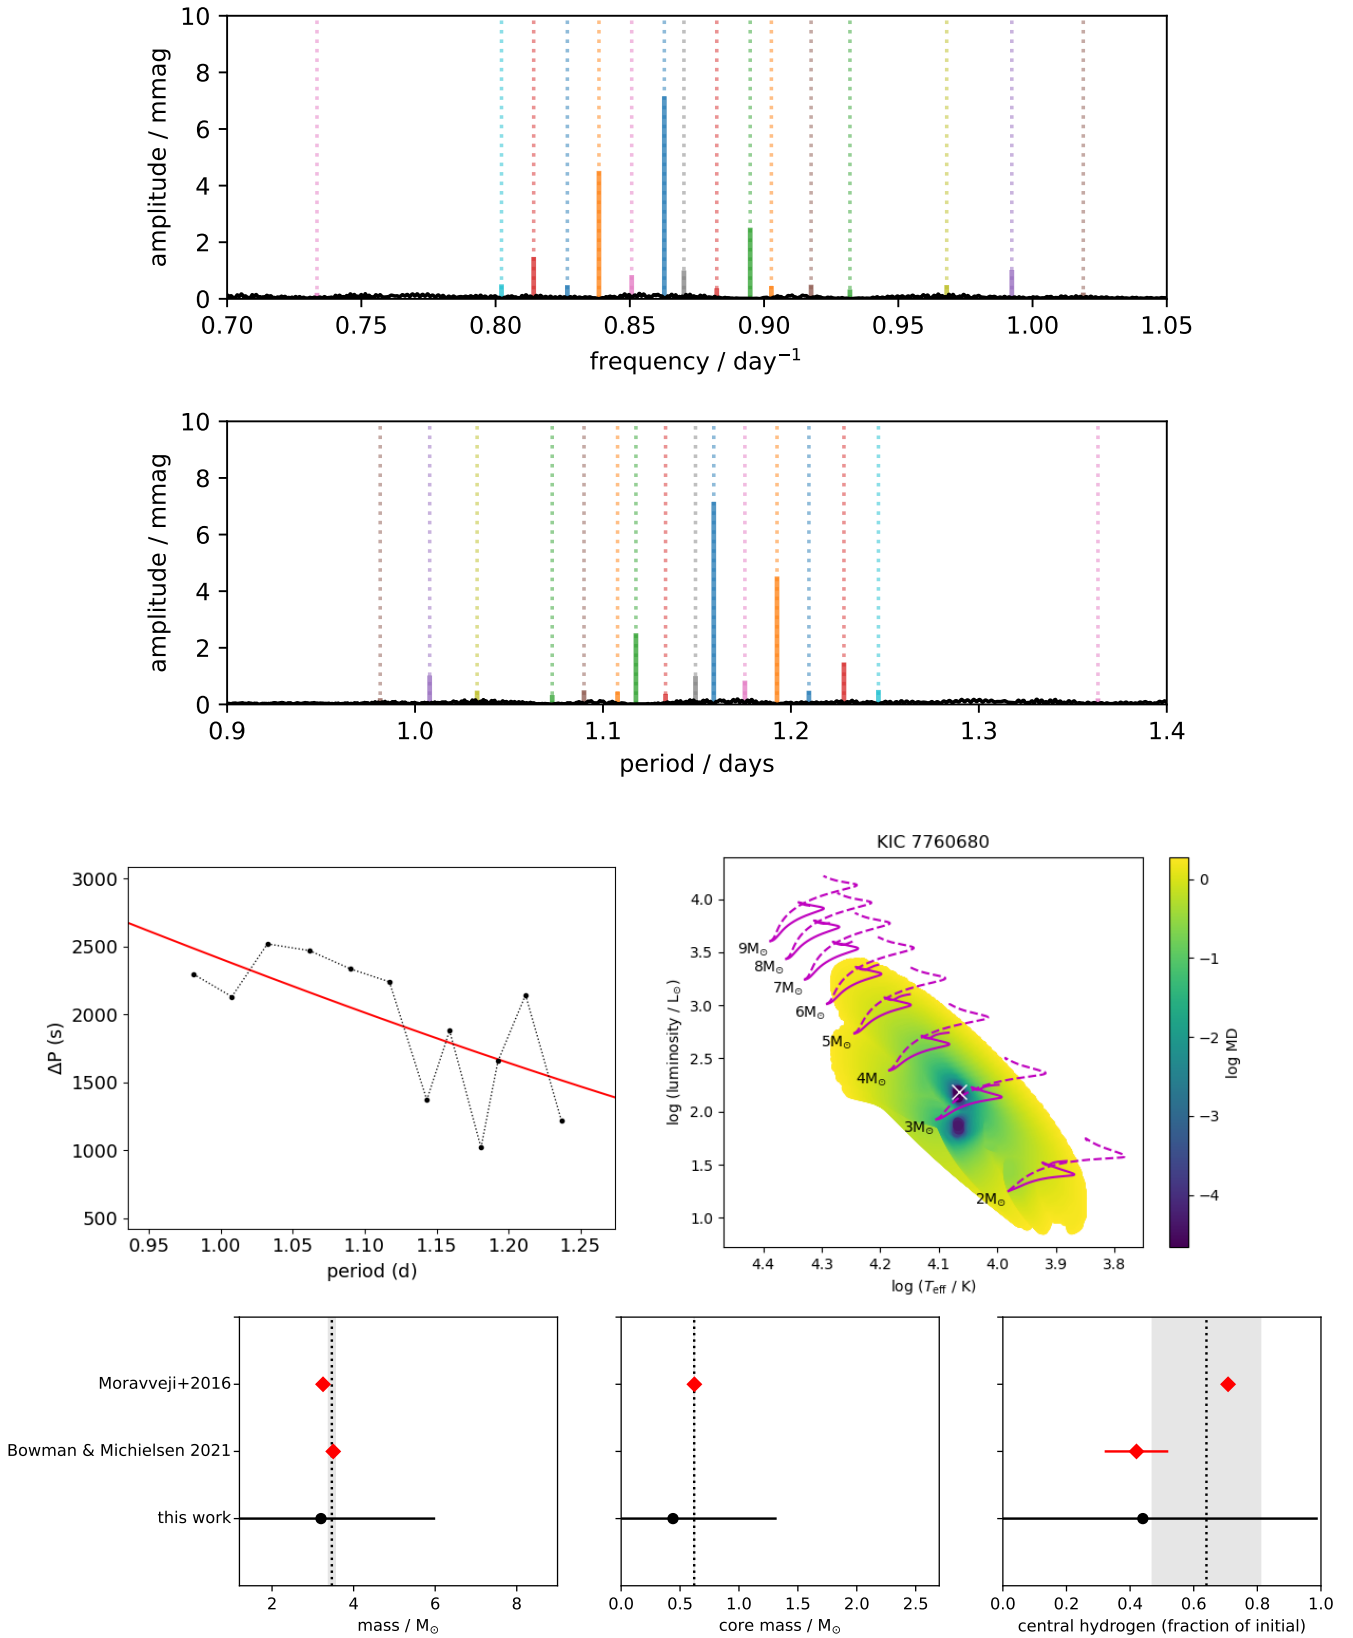 10
8
6
4
2
0
amplitude / mmag
0.70 0.75 0.80 0.85 0.90 0.95 1.00 1.05
frequency / day⁻¹
10
8
6
4
2
0
amplitude / mmag
0.9 1.0 1.1 1.2 1.3 1.4
period / days
3000
2500
2000
1500
1000
500
ΔP (s)
0.95 1.00 1.05 1.10 1.15 1.20 1.25
period (d)
KIC 7760680
4.0
3.5
3.0
2.5
2.0
1.5
1.0
log (luminosity / L⊙)
9M⊙
8M⊙
7M⊙
6M⊙
5M⊙
4M⊙
3M⊙
2M⊙
4.4 4.3 4.2 4.1 4.0 3.9 3.8
log (Teff / K)
0
−1
−2
−3
−4
log MD
Moravveji+2016
Bowman & Michielsen 2021
this work
2 4 6 8
mass / M⊙
0.0 0.5 1.0 1.5 2.0 2.5
core mass / M⊙
0.0 0.2 0.4 0.6 0.8 1.0
central hydrogen (fraction of initial)